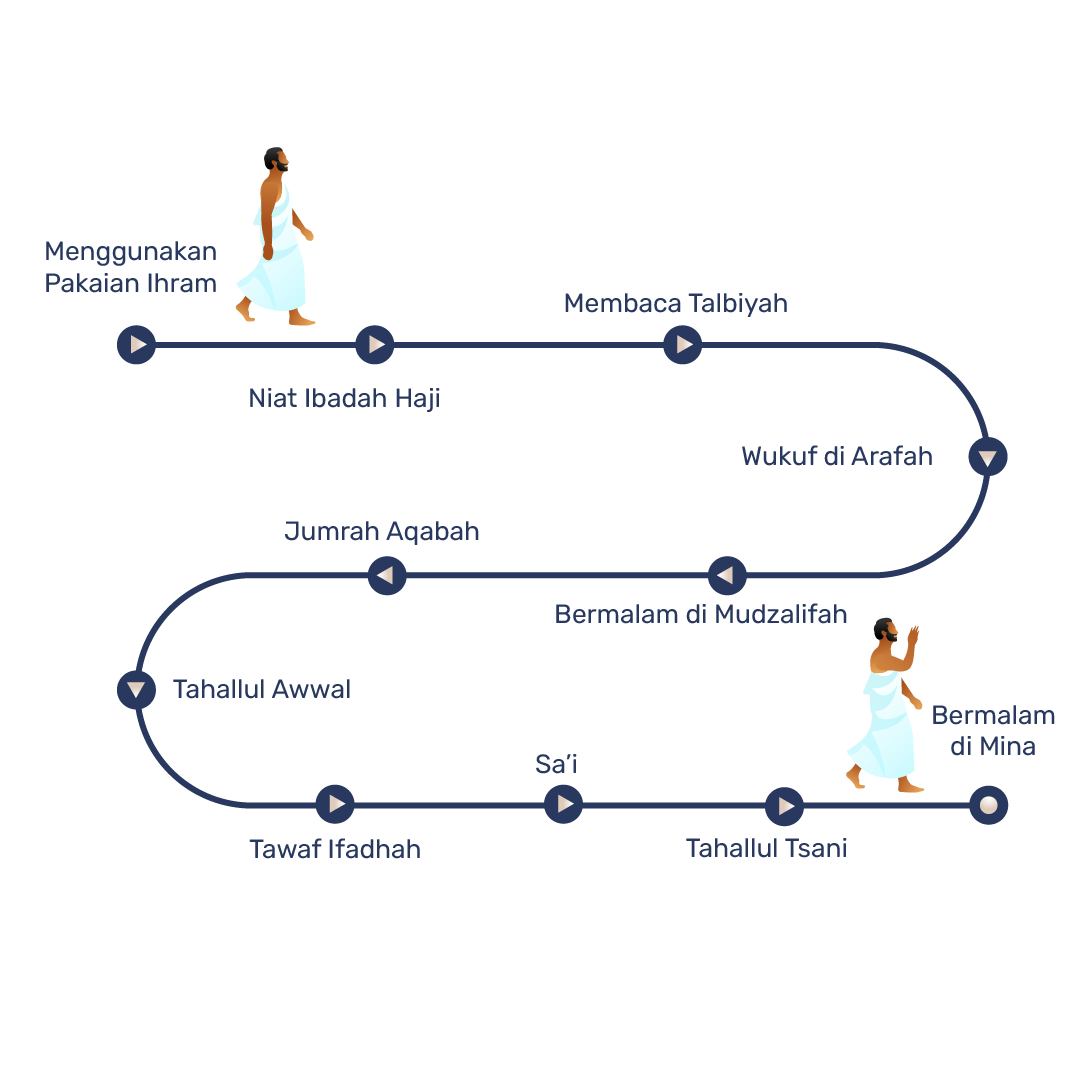 Menggunakan
Pakaian Ihram
Niat Ibadah Haji
Membaca Talbiyah
Wukuf di Arafah
Bermalam di Mudzalifah
Jumrah Aqabah
Tahallul Awwal
Tawaf Ifadhah
Sa’i
Tahallul Tsani
Bermalam
di Mina